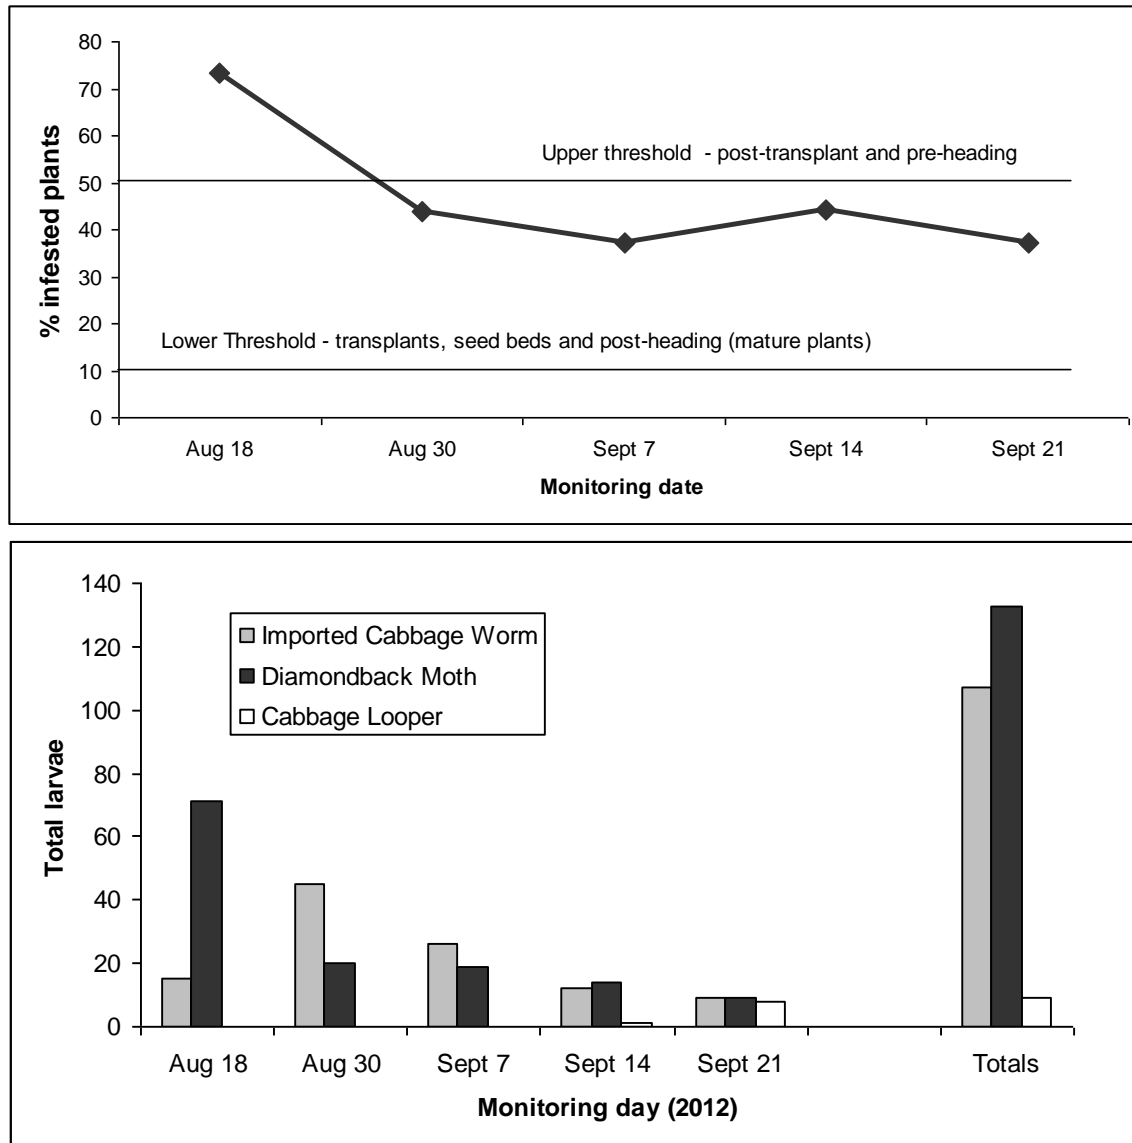 80
70
60
50
40
30
20
10
0
% infested plants
Upper threshold - post-transplant and pre-heading
Lower Threshold - transplants, seed beds and post-heading (mature plants)
Aug 18 Aug 30 Sept 7 Sept 14 Sept 21
Monitoring date
140
120
100
80
60
40
20
0
Total larvae
Imported Cabbage Worm
Diamondback Moth
Cabbage Looper
Aug 18 Aug 30 Sept 7 Sept 14 Sept 21 Totals
Monitoring day (2012)